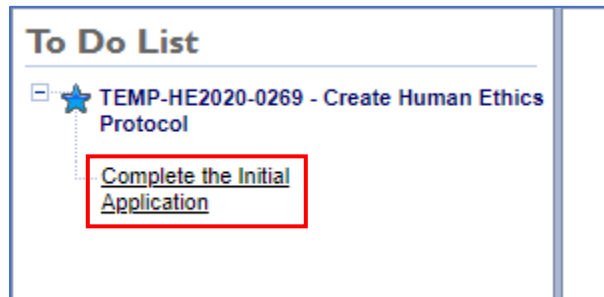 To Do List
TEMP-HE2020-0269 - Create Human Ethics
Protocol
Complete the Initial
Application